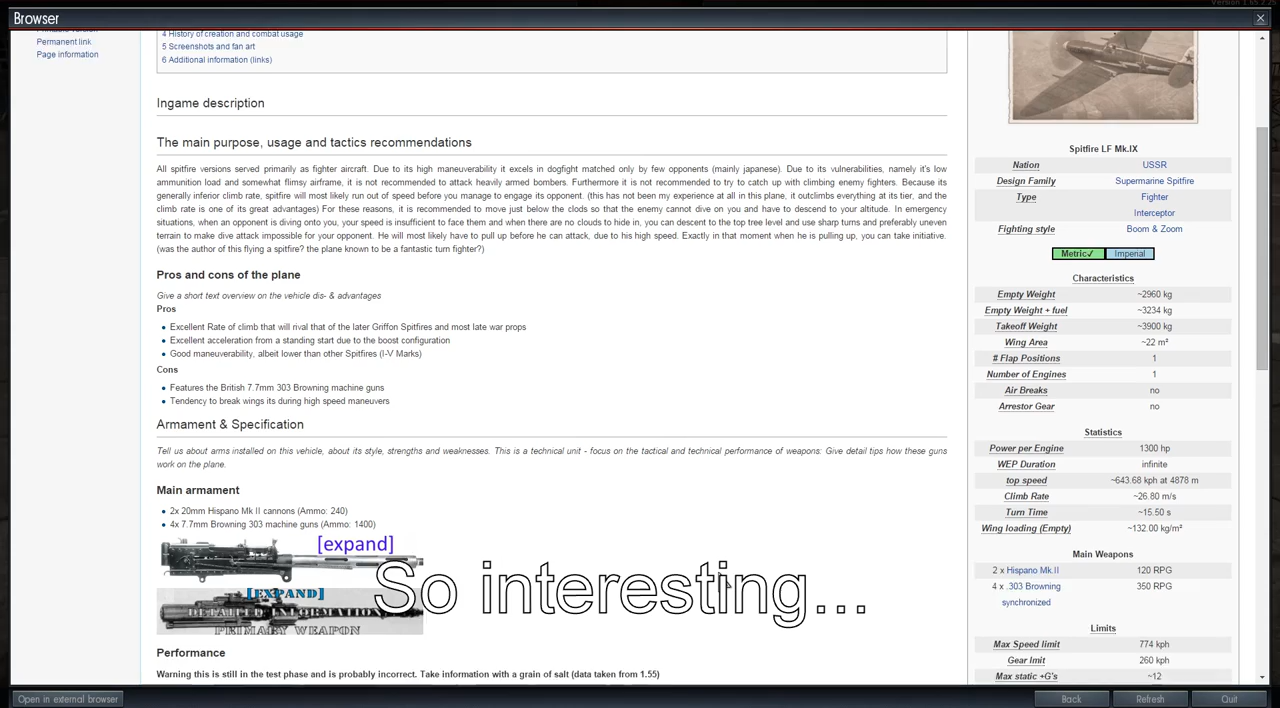 Version 1.65.2.25
Browser
Permanent link
Page information
4 History of creation and combat usage
5 Screenshots and fan art
6 Additional information (links)
Ingame description
The main purpose, usage and tactics recommendations
All spitfire versions served primarily as fighter aircraft. Due to its high maneuverability it excels in dogfight matched only by few opponents (mainly japanese). Due to its vulnerabilities, namely it's low
ammunition load and somewhat flimsy airframe, it is not recommended to attack heavily armed bombers. Furthermore it is not recommended to try to catch up with climbing enemy fighters. Because its
generally inferior climb rate, spitfire will most likely run out of speed before you manage to engage its opponent. (this has not been my experience at all in this plane, it outclimbs everything at its tier, and the
climb rate is one of its great advantages) For these reasons, it is recommended to move just below the clods so that the enemy cannot dive on you and have to descend to your altitude. In emergency
situations, when an opponent is diving onto you, your speed is insufficient to face them and when there are no clouds to hide in, you can descend to the top tree level and use sharp turns and preferably uneven
terrain to make dive attack impossible for your opponent. He will most likely have to pull up before he can attack, due to his high speed. Exactly in that moment when he is pulling up, you can take initiative.
(was the author of this flying a spitfire? the plane known to be a fantastic turn fighter?)
Pros and cons of the plane
Give a short text overview on the vehicle dis- & advantages
Pros
Excellent Rate of climb that will rival that of the later Griffon Spitfires and most late war props
Excellent acceleration from a standing start due to the boost configuration
Good maneuverability, albeit lower than other Spitfires (I-V Marks)
Cons
Features the British 7.7mm 303 Browning machine guns
Tendency to break wings its during high speed maneuvers
Armament & Specification
Tell us about arms installed on this vehicle, about its style, strengths and weaknesses. This is a technical unit - focus on the tactical and technical performance of weapons: Give detail tips how these guns
work on the plane.
Main armament
2x 20mm Hispano Mk II cannons (Ammo: 240)
4x 7.7mm Browning 303 machine guns (Ammo: 1400)
[expand]
[EXPAND]
DETAILED INFORMATION
PRIMARY WEAPON
So interesting...
Performance
Warning this is still in the test phase and is probably incorrect. Take information with a grain of salt (data taken from 1.55)
Spitfire LF Mk.IX
Nation USSR
Design Family Supermarine Spitfire
Type Fighter
Interceptor
Fighting style Boom & Zoom
Metric✓ Imperial
Characteristics
Empty Weight ~2960 kg
Empty Weight + fuel ~3234 kg
Takeoff Weight ~3900 kg
Wing Area ~22 m²
# Flap Positions 1
Number of Engines 1
Air Breaks no
Arrestor Gear no
Statistics
Power per Engine 1300 hp
WEP Duration infinite
top speed ~643.68 kph at 4878 m
Climb Rate ~26.80 m/s
Turn Time ~15.50 s
Wing loading (Empty) ~132.00 kg/m²
Main Weapons
2 x Hispano Mk.II 120 RPG
4 x .303 Browning 350 RPG
synchronized
Limits
Max Speed limit 774 kph
Gear limit 260 kph
Max static +G's ~12
Open in external browser
Back
Refresh
Quit